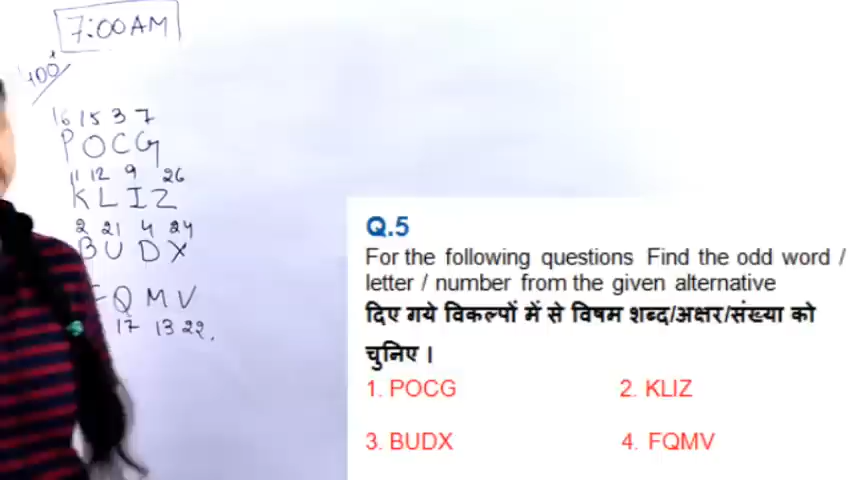 7:00AM
400+
16 15 3 7
POCG
11 12 9 26
KLIZ
2 21 4 24
BUDX
FQMV
17 13 22.
Q.5
For the following questions Find the odd word /
letter / number from the given alternative
दिए गये विकल्पों में से विषम शब्द/अक्षर/संख्या को
चुनिए ।
1. POCG 2. KLIZ
3. BUDX 4. FQMV